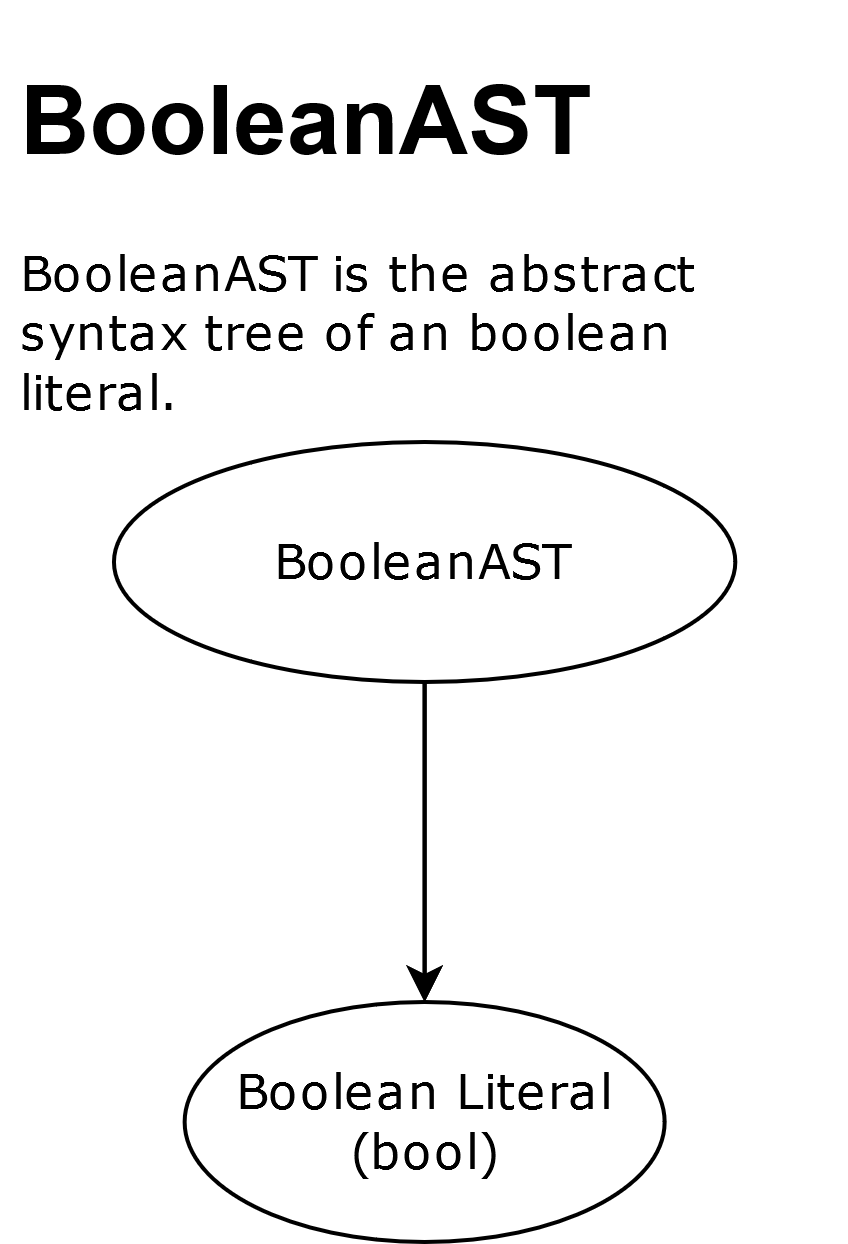 BooleanAST
BooleanAST is the abstract
syntax tree of an boolean
literal.
BooleanAST
Boolean Literal
(bool)